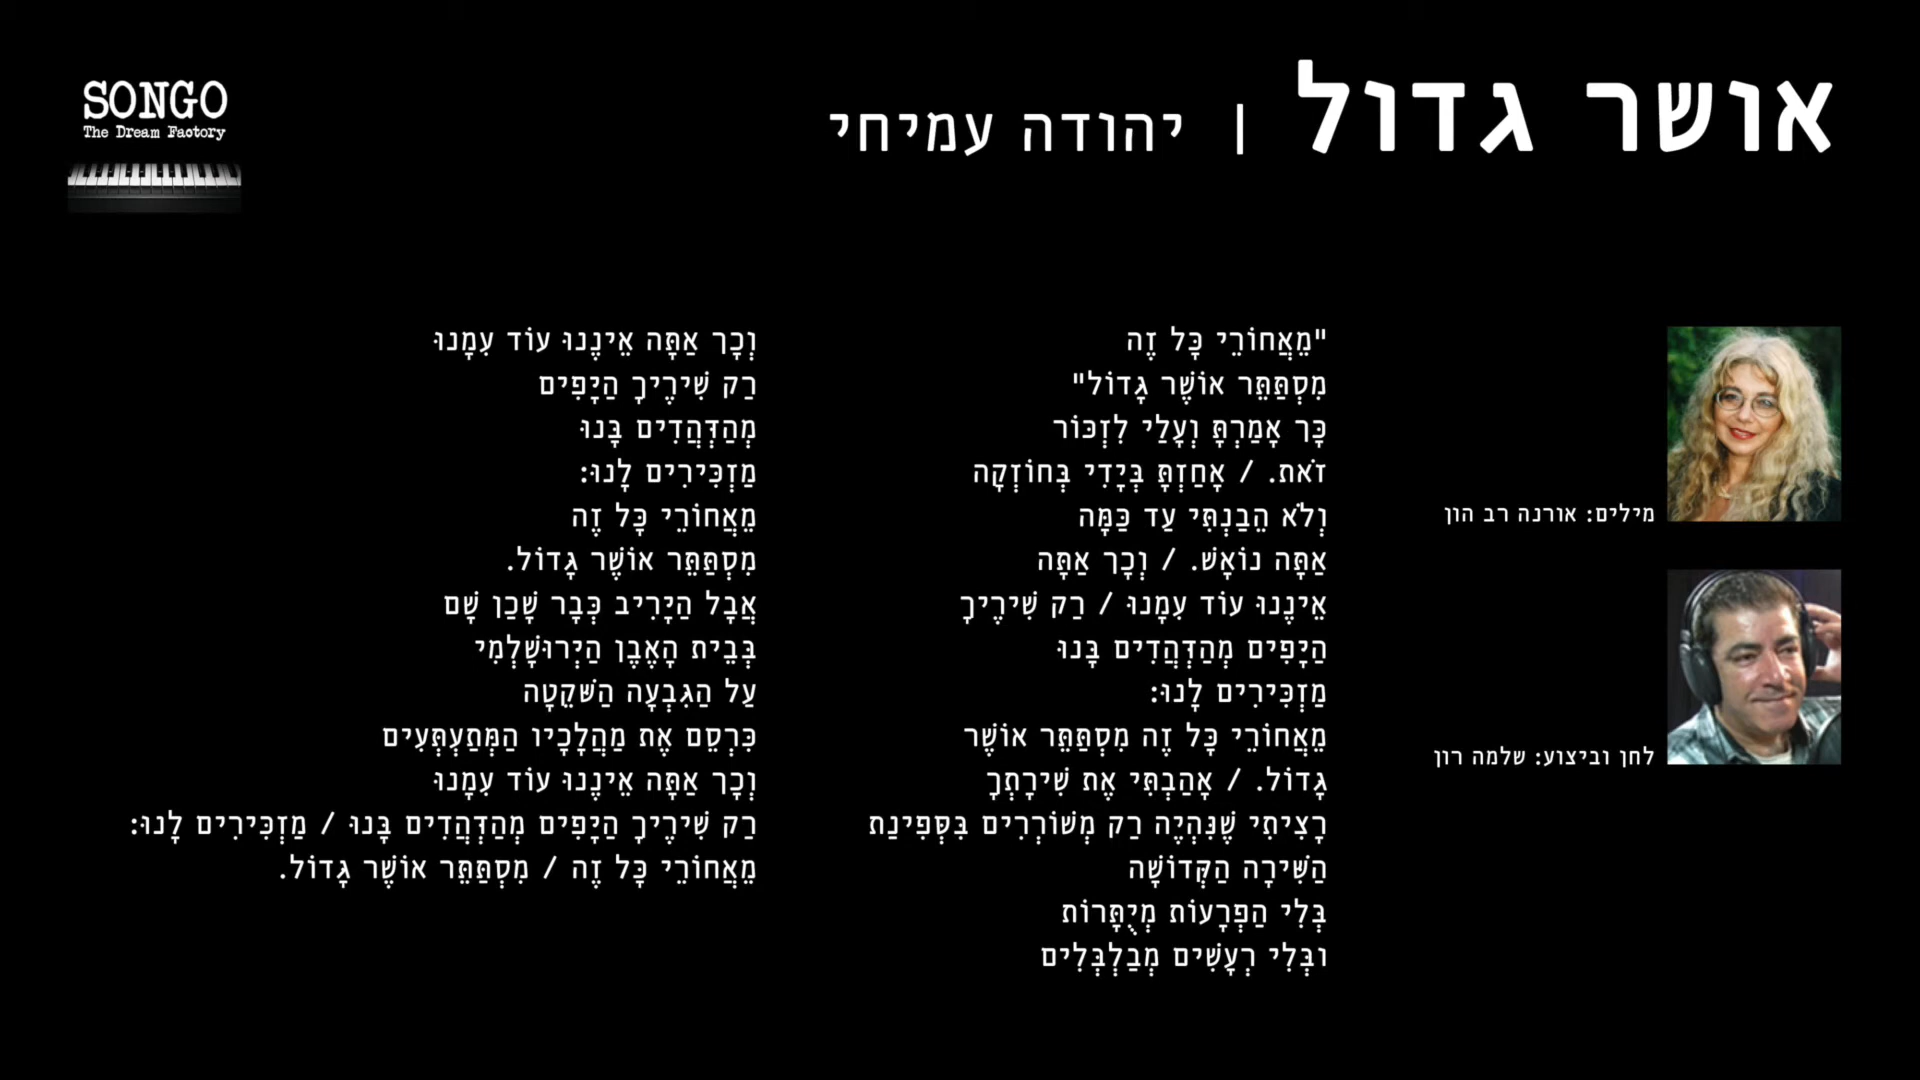 אושר גדול | יהודה עמיחי
SONGO
The Dream Factory
מילים: אורנה רב הון
לחן וביצוע: שלמה רון
"מֵאֲחוֹרֵי כָּל זֶה
מִסְתַּתֵּר אוֹשֶׁר גָּדוֹל"
כָּך אָמַרְתָּ וְעָלַי לִזְכּוֹר
זֹאת. / אָחַזְתָּ בְּיָדִי בְּחוֹזְקָה
וְלֹא הֵבַנְתִּי עַד כַּמָּה
אַתָּה נוֹאָשׁ. / וְכָך אַתָּה
אֵינֶנוּ עוֹד עִמָנוּ / רַק שִׁירֶיךָ
הַיָּפִים מְהַדְּהֲדִים בָּנוּ
מַזְכִּירִים לָנוּ:
מֵאֲחוֹרֵי כָּל זֶה מִסְתַּתֵּר אוֹשֶׁר
גָּדוֹל. / אָהַבְתִּי אֶת שִׁירָתְךָ
רָצִיתִי שֶׁנִּהְיֶה רַק מְשׁוֹרְרִים בִּסְּפִינַת
הַשִּׁירָה הַקְּדוֹשָׁה
בְּלִי הַפְּרָעוֹת מְיֻתָּרוֹת
ובְּלִי רְעָשִׁים מְבַלְבְּלִים
וְכָך אַתָּה אֵינֶנוּ עוֹד עִמָנוּ
רַק שִׁירֶיךָ הַיָּפִים
מְהַדְּהֲדִים בָּנוּ
מַזְכִּירִים לָנוּ:
מֵאֲחוֹרֵי כָּל זֶה
מִסְתַּתֵּר אוֹשֶׁר גָּדוֹל.
אֲבָל הַיָּרִיב כְּבָר שָׁכַן שָׁם
בְּבֵית הָאֶבֶן הַיְרוּשָׁלְמִי
עַל הַגִּבְעָה הַשּׁקֵטָה
כִּרְסֵם אֶת מַהֲלָכָיו הַמְּתַעְתְּעִים
וְכָך אַתָּה אֵינֶנוּ עוֹד עִמָנוּ
רַק שִׁירֶיךָ הַיָּפִים מְהַדְּהֲדִים בָּנוּ / מַזְכִּירִים לָנוּ:
מֵאֲחוֹרֵי כָּל זֶה / מִסְתַּתֵּר אוֹשֶׁר גָּדוֹל.